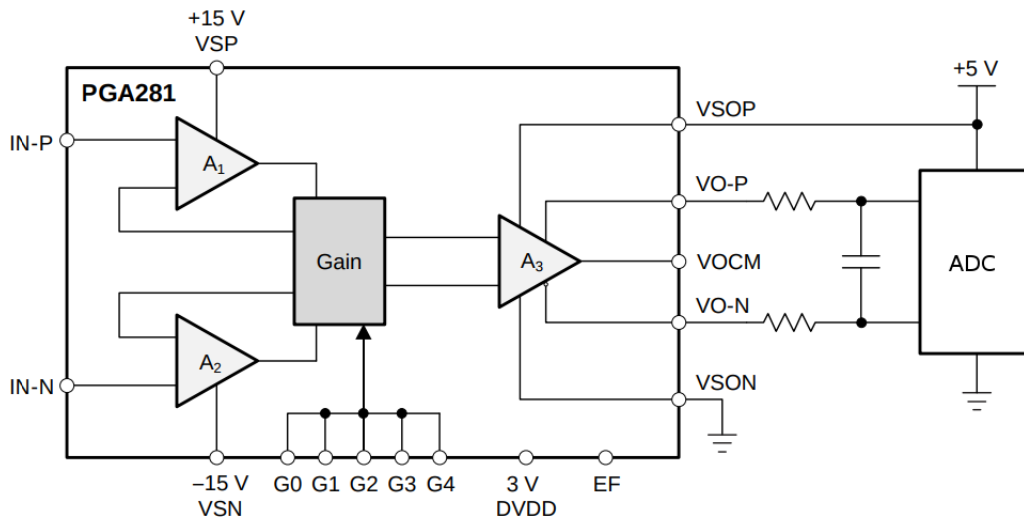 +15 V
VSP
+5 V
PGA281
VSOP
IN-P
A1
VO-P
Gain
A3
VOCM
ADC
VO-N
A2
IN-N
VSON
–15 V
VSN
G0
G1
G2
G3
G4
3 V
DVDD
EF